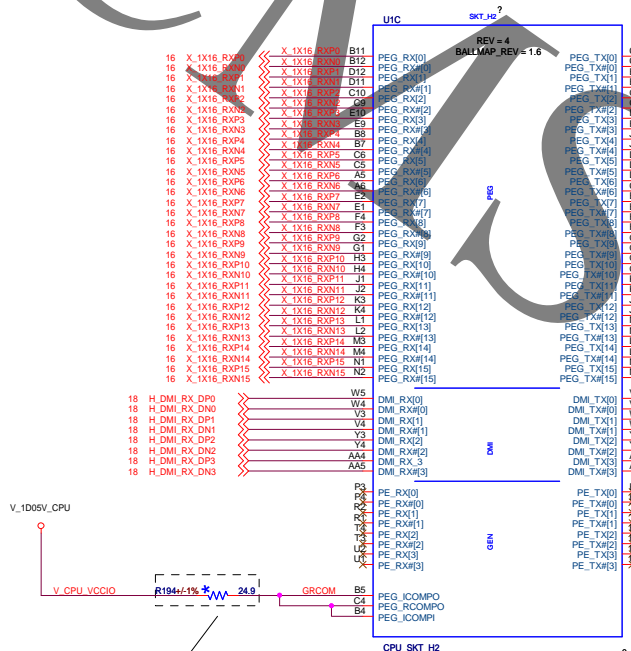 ?
U1C SKT_H2
REV = 4
BALLMAP_REV = 1.6
16 X_1X16_RXP0 X_1X16_RXP0 B11 PEG_RX[0] PEG_TX[0]
16 X_1X16_RXN0 X_1X16_RXN0 B12 PEG_RX#[0] PEG_TX#[0]
16 X_1X16_RXP1 X_1X16_RXP1 D12 PEG_RX[1] PEG_TX[1]
16 X_1X16_RXN1 X_1X16_RXN1 D11 PEG_RX#[1] PEG_TX#[1]
16 X_1X16_RXP2 X_1X16_RXP2 C10 PEG_RX[2] PEG_TX[2]
16 X_1X16_RXN2 X_1X16_RXN2 C9 PEG_RX#[2] PEG_TX#[2]
16 X_1X16_RXP3 X_1X16_RXP3 E10 PEG_RX[3] PEG_TX[3]
16 X_1X16_RXN3 X_1X16_RXN3 E9 PEG_RX#[3] PEG_TX#[3]
16 X_1X16_RXP4 X_1X16_RXP4 B8 PEG_RX[4] PEG_TX[4]
16 X_1X16_RXN4 X_1X16_RXN4 B7 PEG_RX#[4] PEG_TX#[4]
16 X_1X16_RXP5 X_1X16_RXP5 C6 PEG_RX[5] PEG_TX[5]
16 X_1X16_RXN5 X_1X16_RXN5 C5 PEG_RX#[5] PEG_TX#[5]
16 X_1X16_RXP6 X_1X16_RXP6 A5 PEG_RX[6] PEG_TX[6]
16 X_1X16_RXN6 X_1X16_RXN6 A6 PEG_RX#[6] PEG PEG_TX#[6]
16 X_1X16_RXP7 X_1X16_RXP7 E2 PEG_RX[7] PEG_TX[7]
16 X_1X16_RXN7 X_1X16_RXN7 E1 PEG_RX#[7] PEG_TX#[7]
16 X_1X16_RXP8 X_1X16_RXP8 F4 PEG_RX[8] PEG_TX[8]
16 X_1X16_RXN8 X_1X16_RXN8 F3 PEG_RX#[8] PEG_TX#[8]
16 X_1X16_RXP9 X_1X16_RXP9 G2 PEG_RX[9] PEG_TX[9]
16 X_1X16_RXN9 X_1X16_RXN9 G1 PEG_RX#[9] PEG_TX#[9]
16 X_1X16_RXP10 X_1X16_RXP10 H3 PEG_RX[10] PEG_TX[10]
16 X_1X16_RXN10 X_1X16_RXN10 H4 PEG_RX#[10] PEG_TX#[10]
16 X_1X16_RXP11 X_1X16_RXP11 J1 PEG_RX[11] PEG_TX[11]
16 X_1X16_RXN11 X_1X16_RXN11 J2 PEG_RX#[11] PEG_TX#[11]
16 X_1X16_RXP12 X_1X16_RXP12 K3 PEG_RX[12] PEG_TX[12]
16 X_1X16_RXN12 X_1X16_RXN12 K4 PEG_RX#[12] PEG_TX#[12]
16 X_1X16_RXP13 X_1X16_RXP13 L1 PEG_RX[13] PEG_TX[13]
16 X_1X16_RXN13 X_1X16_RXN13 L2 PEG_RX#[13] PEG_TX#[13]
16 X_1X16_RXP14 X_1X16_RXP14 M3 PEG_RX[14] PEG_TX[14]
16 X_1X16_RXN14 X_1X16_RXN14 M4 PEG_RX#[14] PEG_TX#[14]
16 X_1X16_RXP15 X_1X16_RXP15 N1 PEG_RX[15] PEG_TX[15]
16 X_1X16_RXN15 X_1X16_RXN15 N2 PEG_RX#[15] PEG_TX#[15]
18 H_DMI_RX_DP0 W5 DMI_RX[0] DMI_TX[0]
18 H_DMI_RX_DN0 W4 DMI_RX#[0] DMI_TX#[0]
18 H_DMI_RX_DP1 V3 DMI_RX[1] DMI_TX[1]
18 H_DMI_RX_DN1 V4 DMI_RX#[1] DMI_TX#[1]
18 H_DMI_RX_DP2 Y3 DMI_RX[2] DMI DMI_TX[2]
18 H_DMI_RX_DN2 Y4 DMI_RX#[2] DMI_TX#[2]
18 H_DMI_RX_DP3 AA4 DMI_RX_3 DMI_TX[3]
18 H_DMI_RX_DN3 AA5 DMI_RX#[3] DMI_TX#[3]
P3 PE_RX[0] PE_TX[0]
P4 PE_RX#[0] PE_TX#[0]
R2 PE_RX[1] PE_TX[1]
R1 PE_RX#[1] PE_TX#[1]
T4 PE_RX[2] GEN PE_TX[2]
T3 PE_RX#[2] PE_TX#[2]
U2 PE_RX[3] PE_TX[3]
U1 PE_RX#[3] PE_TX#[3]
V_1D05V_CPU
V_CPU_VCCIO R194+/-1% * 24.9 GRCOM B5 PEG_ICOMPO
C4 PEG_RCOMPO
B4 PEG_ICOMPI
CPU_SKT_H2